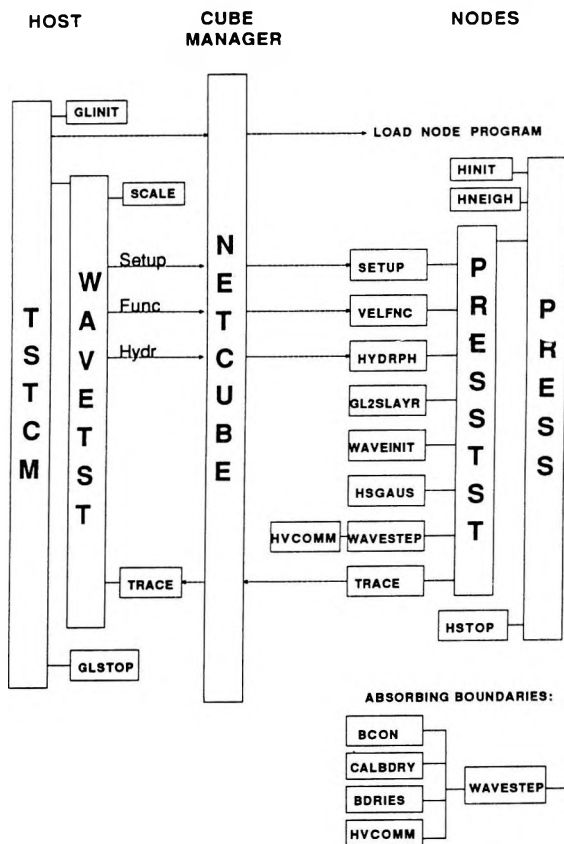 HOST
CUBE
MANAGER
NODES
GLINIT
LOAD NODE PROGRAM
HINIT
HNEIGH
SCALE
TSTCM
WAVETST
NETCUBE
PRESSTST
PRESS
Setup
SETUP
Func
VELFNC
Hydr
HYDRPH
GL2SLAYR
WAVEINIT
HSGAUS
HVCOMM
WAVESTEP
TRACE
TRACE
HSTOP
GLSTOP
ABSORBING BOUNDARIES:
BCON
CALBDRY
WAVESTEP
BDRIES
HVCOMM